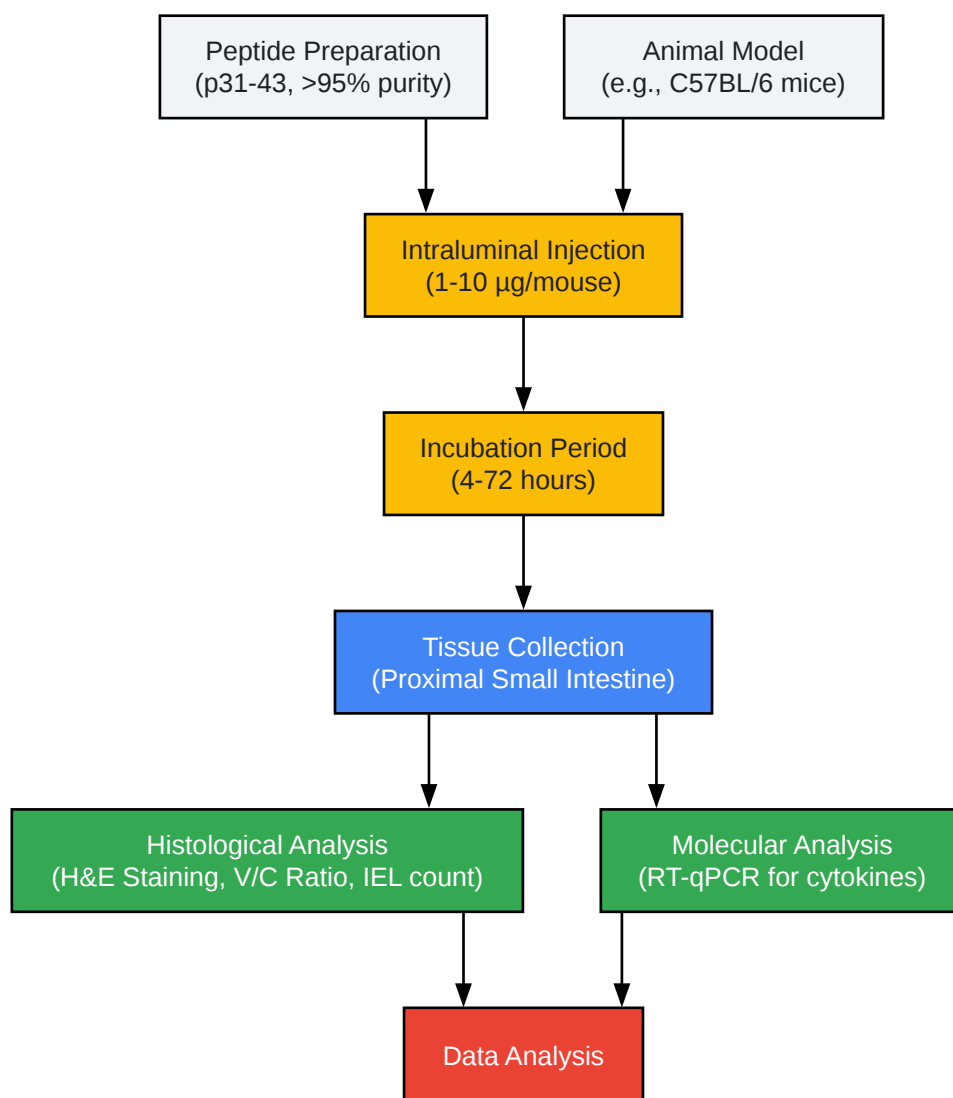 Peptide Preparation
(p31-43, >95% purity)
Animal Model
(e.g., C57BL/6 mice)
Intraluminal Injection
(1-10 µg/mouse)
Incubation Period
(4-72 hours)
Tissue Collection
(Proximal Small Intestine)
Histological Analysis
(H&E Staining, V/C Ratio, IEL count)
Molecular Analysis
(RT-qPCR for cytokines)
Data Analysis